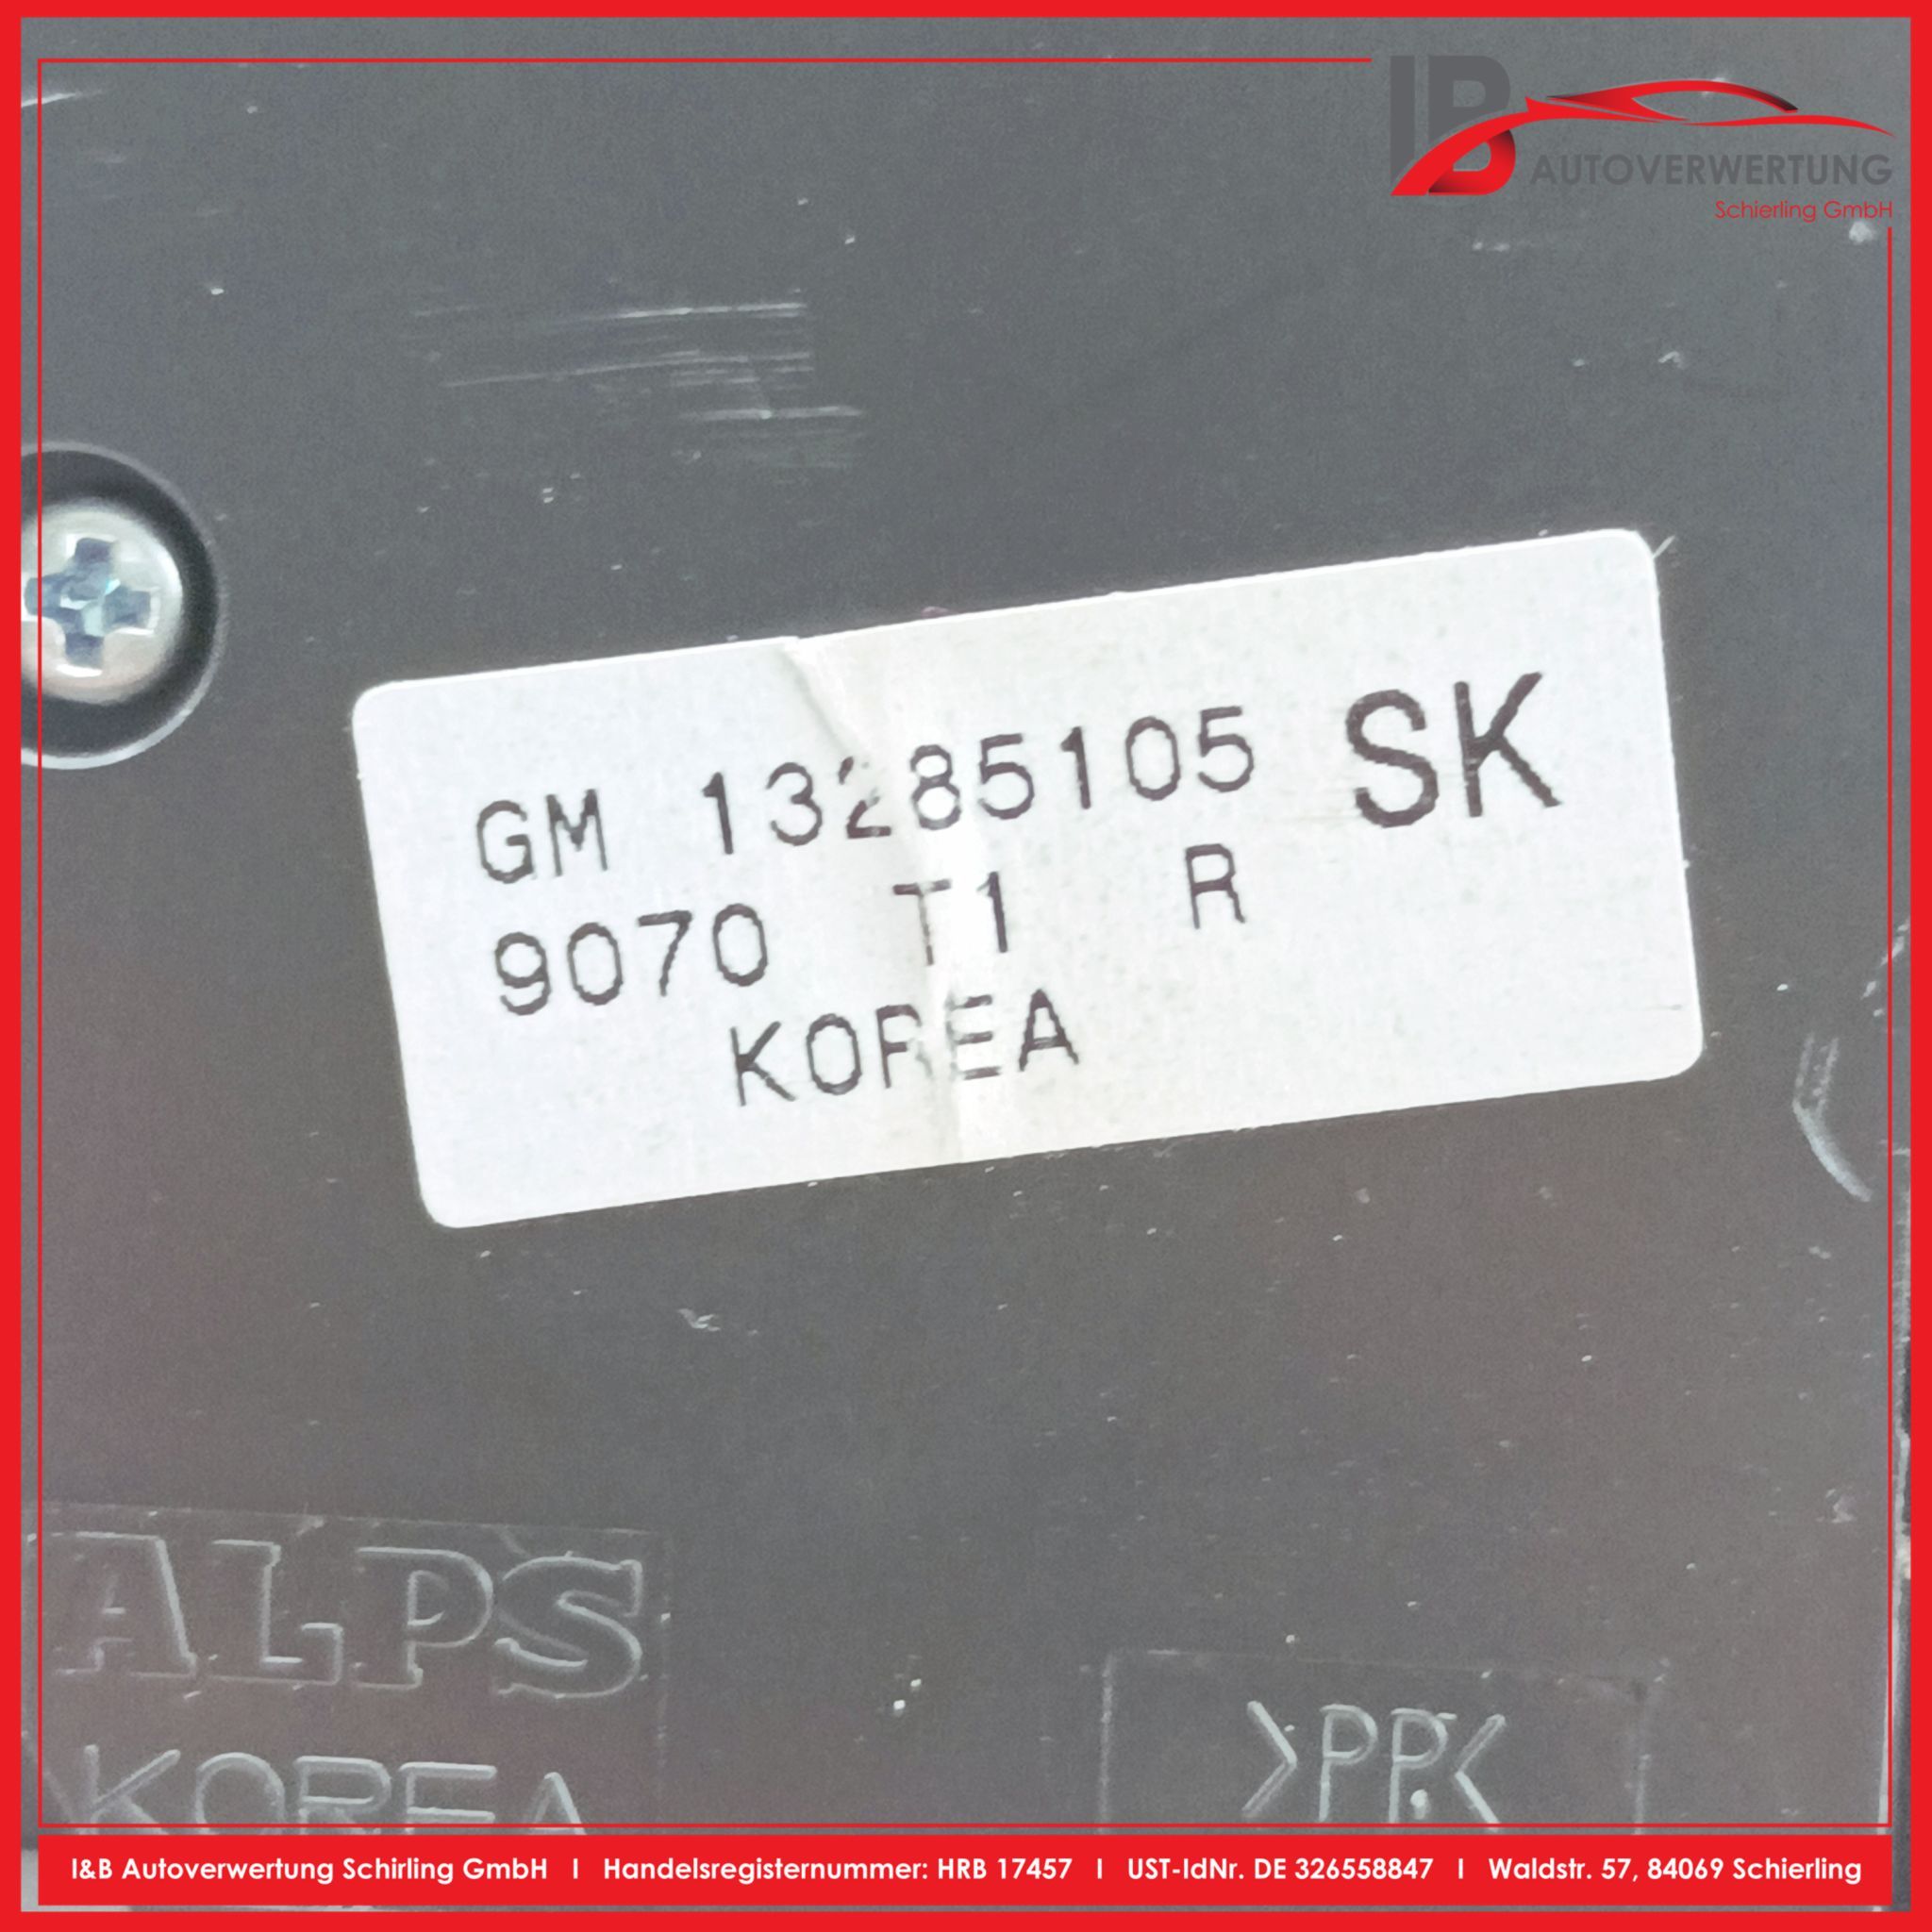 IB
AUTOVERWERTUNG
Schierling GmbH
GM 13285105 SK
9070 T1 R
KOREA
ALPS
KOREA
>PP<
I&B Autoverwertung Schirling GmbH I Handelsregisternummer: HRB 17457 I UST-IdNr. DE 326558847 I Waldstr. 57, 84069 Schierling